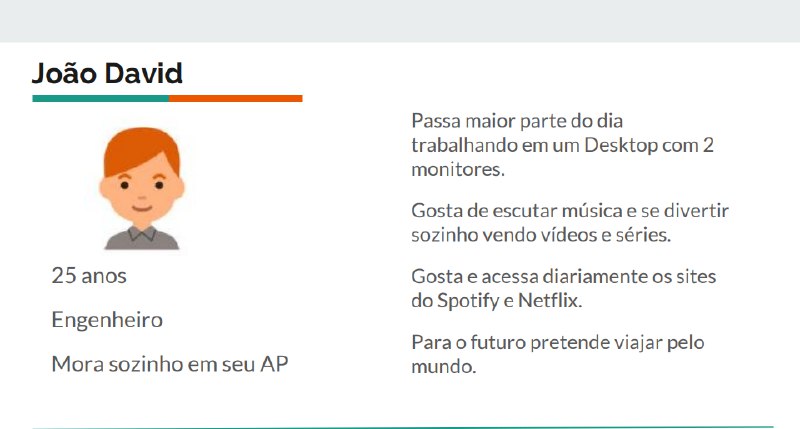 João David
25 anos
Engenheiro
Mora sozinho em seu AP
Passa maior parte do dia
trabalhando em um Desktop com 2
monitores.
Gosta de escutar música e se divertir
sozinho vendo vídeos e séries.
Gosta e acessa diariamente os sites
do Spotify e Netflix.
Para o futuro pretende viajar pelo
mundo.